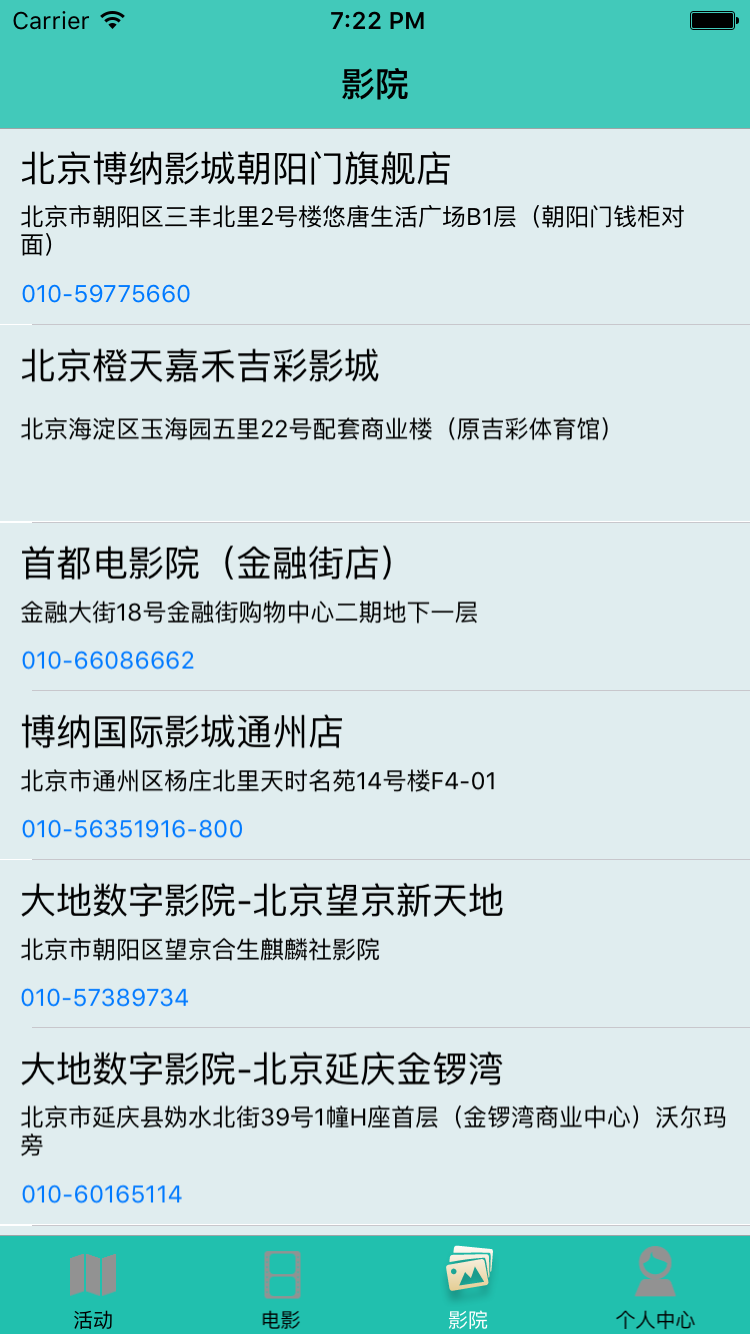 Carrier 7:22 PM
影院
北京博纳影城朝阳门旗舰店
北京市朝阳区三丰北里2号楼悠唐生活广场B1层（朝阳门钱柜对
面）
010-59775660
北京橙天嘉禾吉彩影城
北京海淀区玉海园五里22号配套商业楼（原吉彩体育馆）
首都电影院（金融街店）
金融大街18号金融街购物中心二期地下一层
010-66086662
博纳国际影城通州店
北京市通州区杨庄北里天时名苑14号楼F4-01
010-56351916-800
大地数字影院-北京望京新天地
北京市朝阳区望京合生麒麟社影院
010-57389734
大地数字影院-北京延庆金锣湾
北京市延庆县妫水北街39号1幢H座首层（金锣湾商业中心）沃尔玛
旁
010-60165114
活动 电影 影院 个人中心